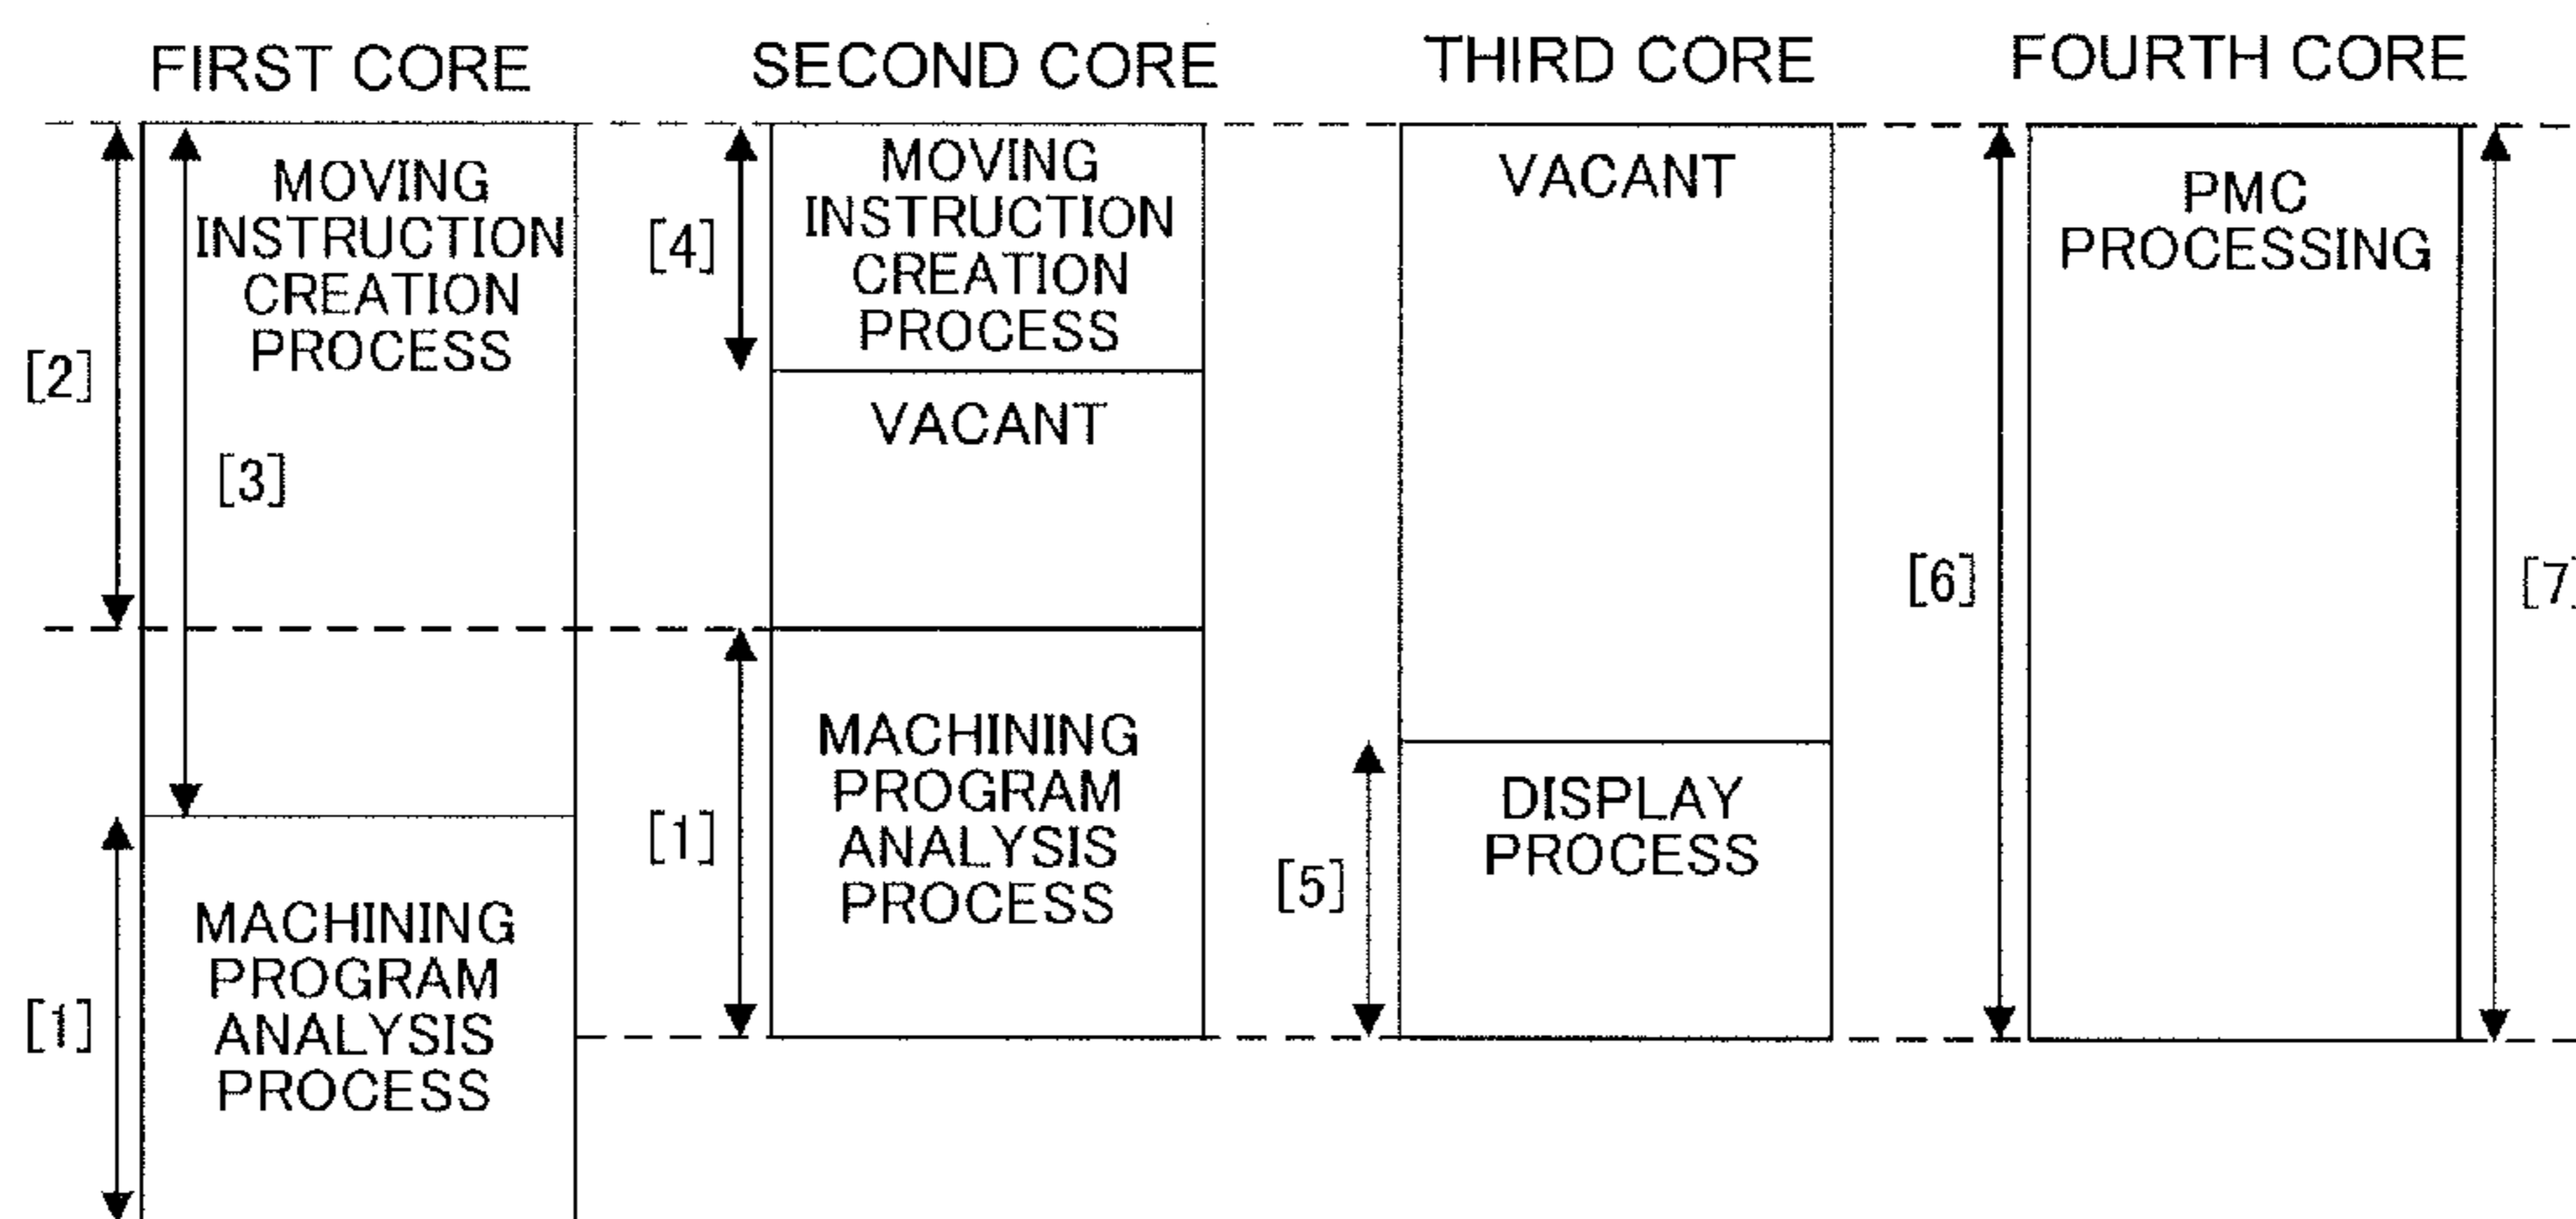 FIRST CORE
SECOND CORE
THIRD CORE
FOURTH CORE
MOVING
INSTRUCTION
CREATION
PROCESS
[2]
[3]
MACHINING
PROGRAM
ANALYSIS
PROCESS
[1]
MOVING
INSTRUCTION
CREATION
PROCESS
[4]
VACANT
MACHINING
PROGRAM
ANALYSIS
PROCESS
[1]
VACANT
DISPLAY
PROCESS
[5]
PMC
PROCESSING
[6]
[7]